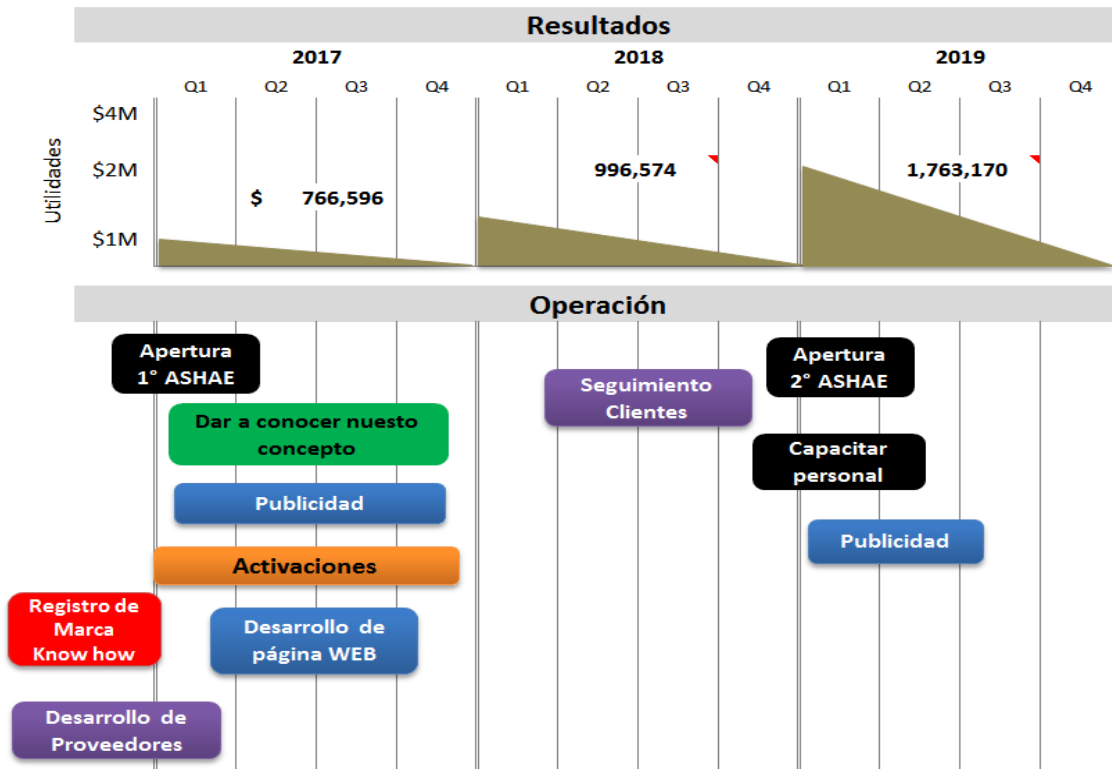 Resultados
2017 2018 2019
Q1 Q2 Q3 Q4 Q1 Q2 Q3 Q4 Q1 Q2 Q3 Q4
Utilidades
$4M
$2M
$1M
$ 766,596
996,574
1,763,170
Operación
Apertura
1° ASHAE
Dar a conocer nuesto
concepto
Publicidad
Activaciones
Registro de
Marca
Know how
Desarrollo de
página WEB
Desarrollo de
Proveedores
Seguimiento
Clientes
Apertura
2° ASHAE
Capacitar
personal
Publicidad